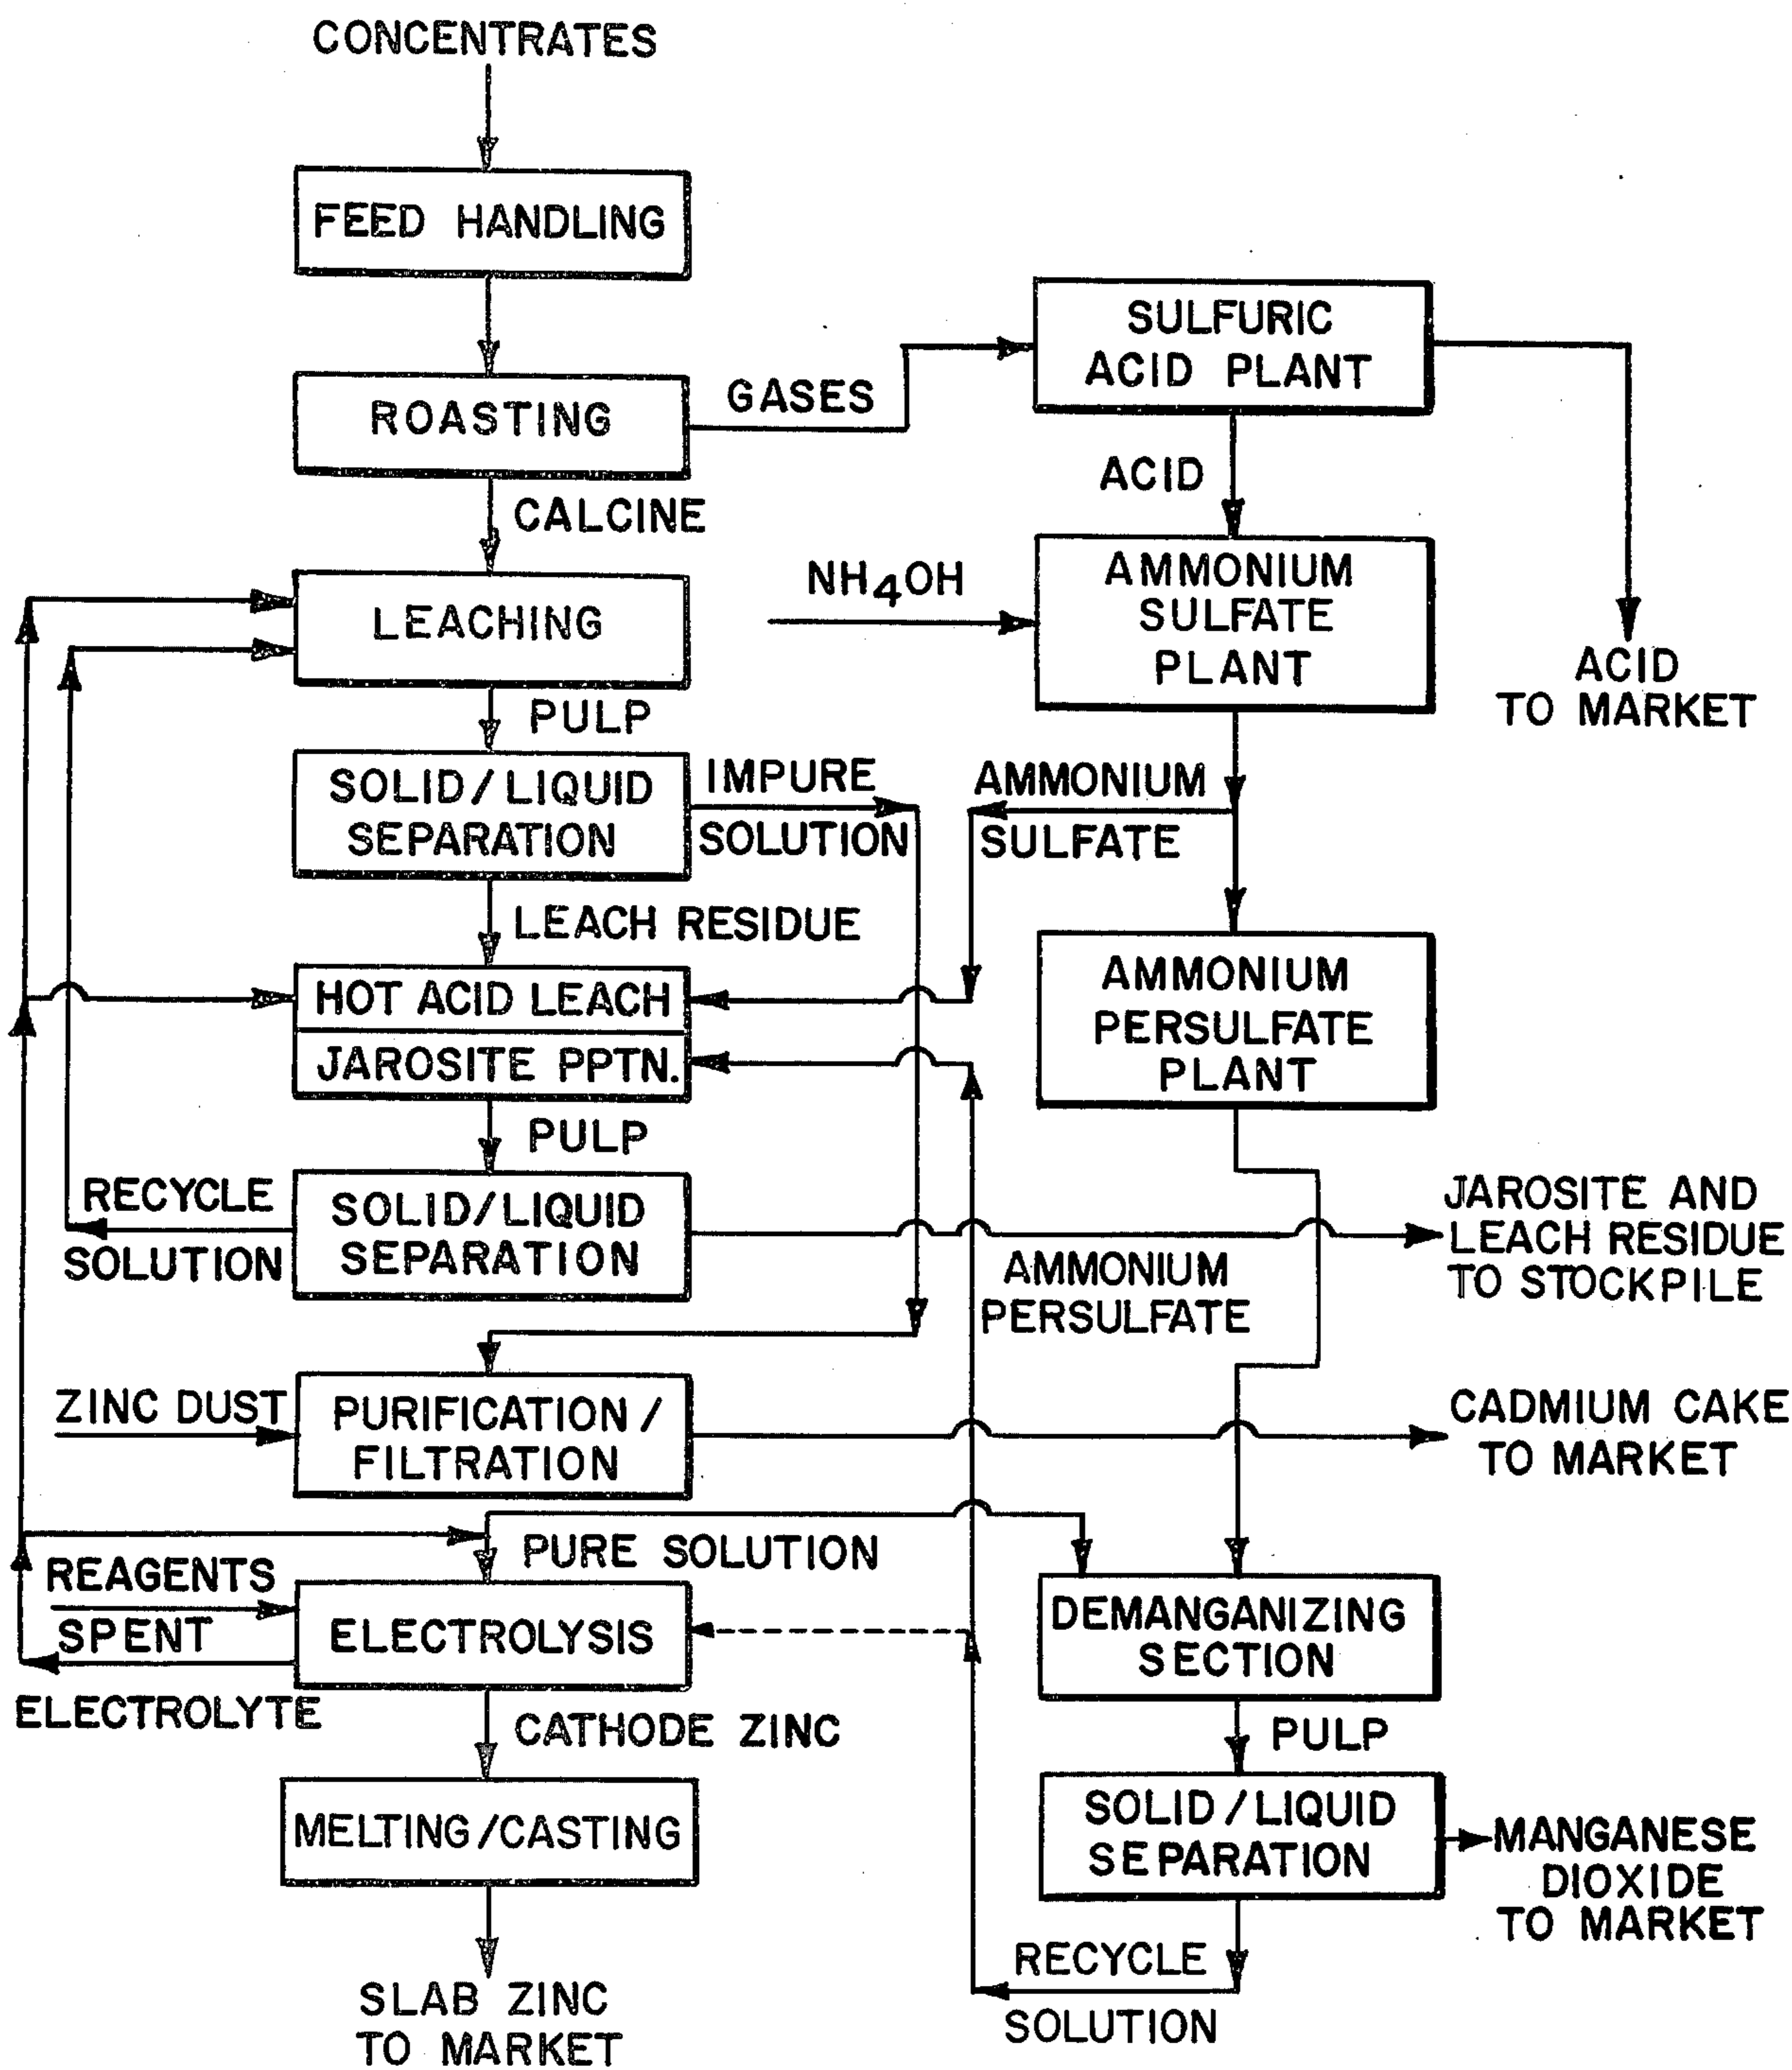 CONCENTRATES
FEED HANDLING
ROASTING
GASES
SULFURIC
ACID PLANT
CALCINE
ACID
LEACHING
NH4OH
AMMONIUM
SULFATE
PLANT
ACID
TO MARKET
PULP
SOLID/LIQUID
SEPARATION
IMPURE
SOLUTION
AMMONIUM
SULFATE
LEACH RESIDUE
HOT ACID LEACH
JAROSITE PPTN.
AMMONIUM
PERSULFATE
PLANT
PULP
RECYCLE
SOLUTION
SOLID/LIQUID
SEPARATION
JAROSITE AND
LEACH RESIDUE
TO STOCKPILE
AMMONIUM
PERSULFATE
ZINC DUST
PURIFICATION/
FILTRATION
CADMIUM CAKE
TO MARKET
PURE SOLUTION
REAGENTS
SPENT
ELECTROLYTE
ELECTROLYSIS
DEMANGANIZING
SECTION
CATHODE ZINC
PULP
MELTING/CASTING
SOLID/LIQUID
SEPARATION
MANGANESE
DIOXIDE
TO MARKET
RECYCLE
SOLUTION
SLAB ZINC
TO MARKET